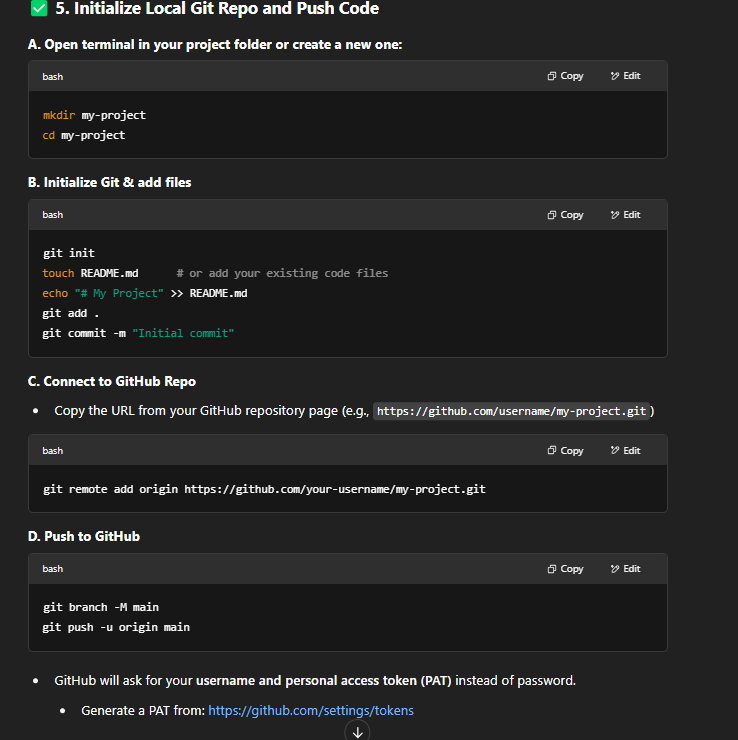 ✅ 5. Initialize Local Git Repo and Push Code
A. Open terminal in your project folder or create a new one:
bash Copy Edit
mkdir my-project
cd my-project
B. Initialize Git & add files
bash Copy Edit
git init
touch README.md      # or add your existing code files
echo "# My Project" >> README.md
git add .
git commit -m "Initial commit"
C. Connect to GitHub Repo
• Copy the URL from your GitHub repository page (e.g., https://github.com/username/my-project.git)
bash Copy Edit
git remote add origin https://github.com/your-username/my-project.git
D. Push to GitHub
bash Copy Edit
git branch -M main
git push -u origin main
• GitHub will ask for your username and personal access token (PAT) instead of password.
• Generate a PAT from: https://github.com/settings/tokens